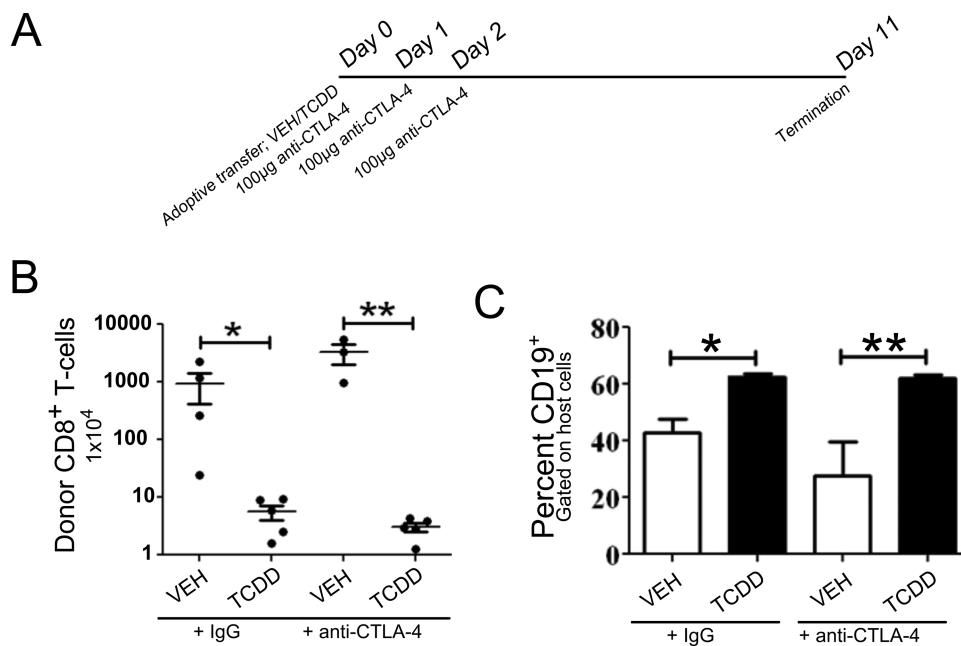 A
Day 0
Day 1
Day 2
Day 11
Adoptive transfer; VEH/TCDD
100µg anti-CTLA-4
100µg anti-CTLA-4
100µg anti-CTLA-4
Termination
B
Donor CD8+ T-cells
1x10⁴
10000
1000
100
10
1
*
**
VEH
TCDD
VEH
TCDD
+ IgG
+ anti-CTLA-4
C
Percent CD19+
Gated on host cells
80
60
40
20
0
*
**
VEH
TCDD
VEH
TCDD
+ IgG
+ anti-CTLA-4